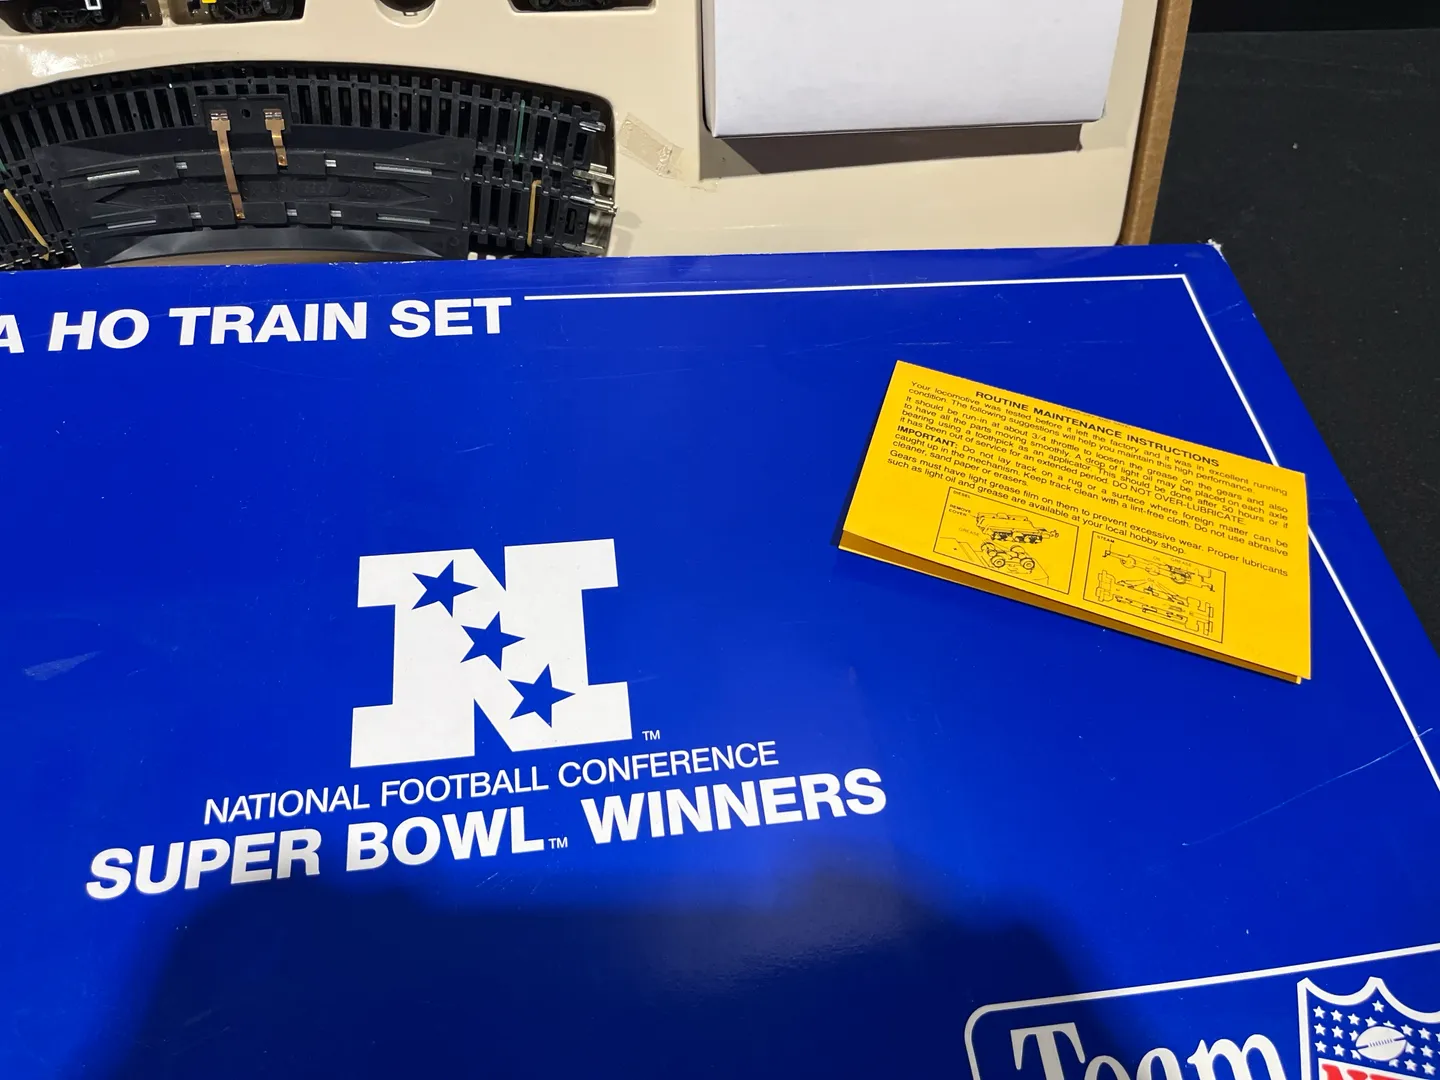 A HO TRAIN SET
ROUTINE MAINTENANCE INSTRUCTIONS
Your locomotive was tested before it left the factory and it was in excellent running
condition. The following suggestions will help you maintain this high performance.
It should be run-in at about 3/4 throttle to loosen the grease on the gears and also
to have all the parts moving smoothly. A drop of light oil may be placed on each axle
bearing using a toothpick as an applicator. This should be done after 50 hours or if
it has been out of service for an extended period. DO NOT OVER-LUBRICATE.
IMPORTANT: Do not lay track on a rug or a surface where foreign matter can be
caught up in the mechanism. Keep track clean with a lint-free cloth. Do not use abrasive
cleaner, sand paper or erasers.
Gears must have light grease film on them to prevent excessive wear. Proper lubricants
such as light oil and grease are available at your local hobby shop.
DIESEL
REMOVE
COVER
GREASE
STEAM
OIL
N
TM
NATIONAL FOOTBALL CONFERENCE
SUPER BOWL TM WINNERS
Team